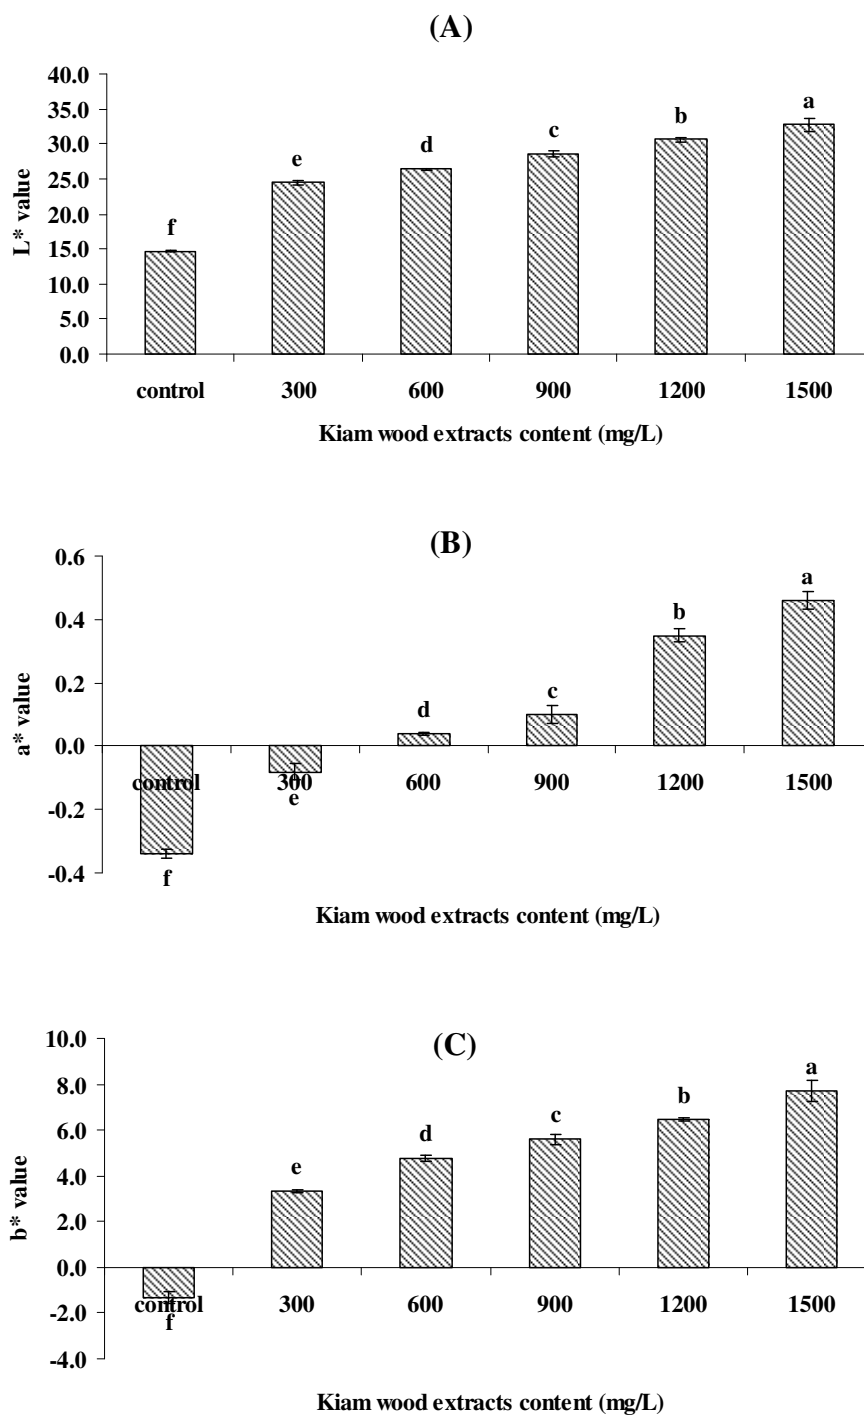 (A)
40.0
35.0
30.0
25.0
20.0
15.0
10.0
5.0
0.0
L* value
f
e
d
c
b
a
control 300 600 900 1200 1500
Kiam wood extracts content (mg/L)
(B)
0.6
0.4
0.2
0.0
-0.2
-0.4
a* value
f
e
d
c
b
a
control 300 600 900 1200 1500
Kiam wood extracts content (mg/L)
(C)
10.0
8.0
6.0
4.0
2.0
0.0
-2.0
-4.0
b* value
f
e
d
c
b
a
control 300 600 900 1200 1500
Kiam wood extracts content (mg/L)